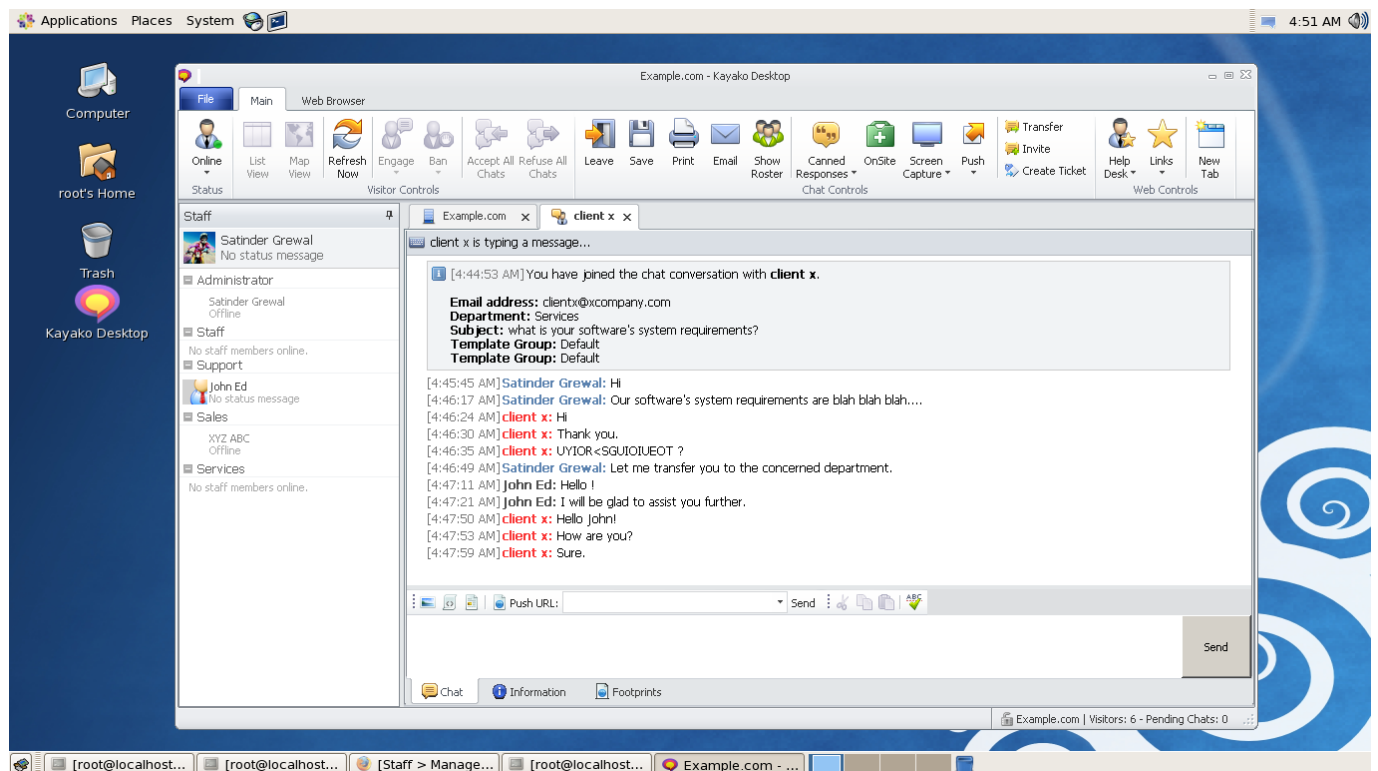 Applications Places System 4:51 AM
Computer
root's Home
Trash
Kayako Desktop
Example.com - Kayako Desktop
File Main Web Browser
Online List View Map View Refresh Now Engage Ban Accept All Chats Refuse All Chats Leave Save Print Email Show Roster Canned Responses OnSite Screen Capture Push Transfer Invite Create Ticket Help Desk Links New Tab
Status Visitor Controls Chat Controls Web Controls
Staff
Satinder Grewal
No status message
Administrator
Satinder Grewal
Offline
Staff
No staff members online.
Support
John Ed
No status message
Sales
XYZ ABC
Offline
Services
No staff members online.
Example.com x client x x
client x is typing a message...
[4:44:53 AM] You have joined the chat conversation with client x.
Email address: clientx@xcompany.com
Department: Services
Subject: what is your software's system requirements?
Template Group: Default
Template Group: Default
[4:45:45 AM] Satinder Grewal: Hi
[4:46:17 AM] Satinder Grewal: Our software's system requirements are blah blah blah....
[4:46:24 AM] client x: Hi
[4:46:30 AM] client x: Thank you.
[4:46:35 AM] client x: UYIOR<SGUIOIUEOT ?
[4:46:49 AM] Satinder Grewal: Let me transfer you to the concerned department.
[4:47:11 AM] John Ed: Hello !
[4:47:21 AM] John Ed: I will be glad to assist you further.
[4:47:50 AM] client x: Hello John!
[4:47:53 AM] client x: How are you?
[4:47:59 AM] client x: Sure.
Push URL: Send ABC
Send
Chat Information Footprints
Example.com | Visitors: 6 - Pending Chats: 0
[root@localhost... [root@localhost... [Staff > Manage... [root@localhost... Example.com - ...